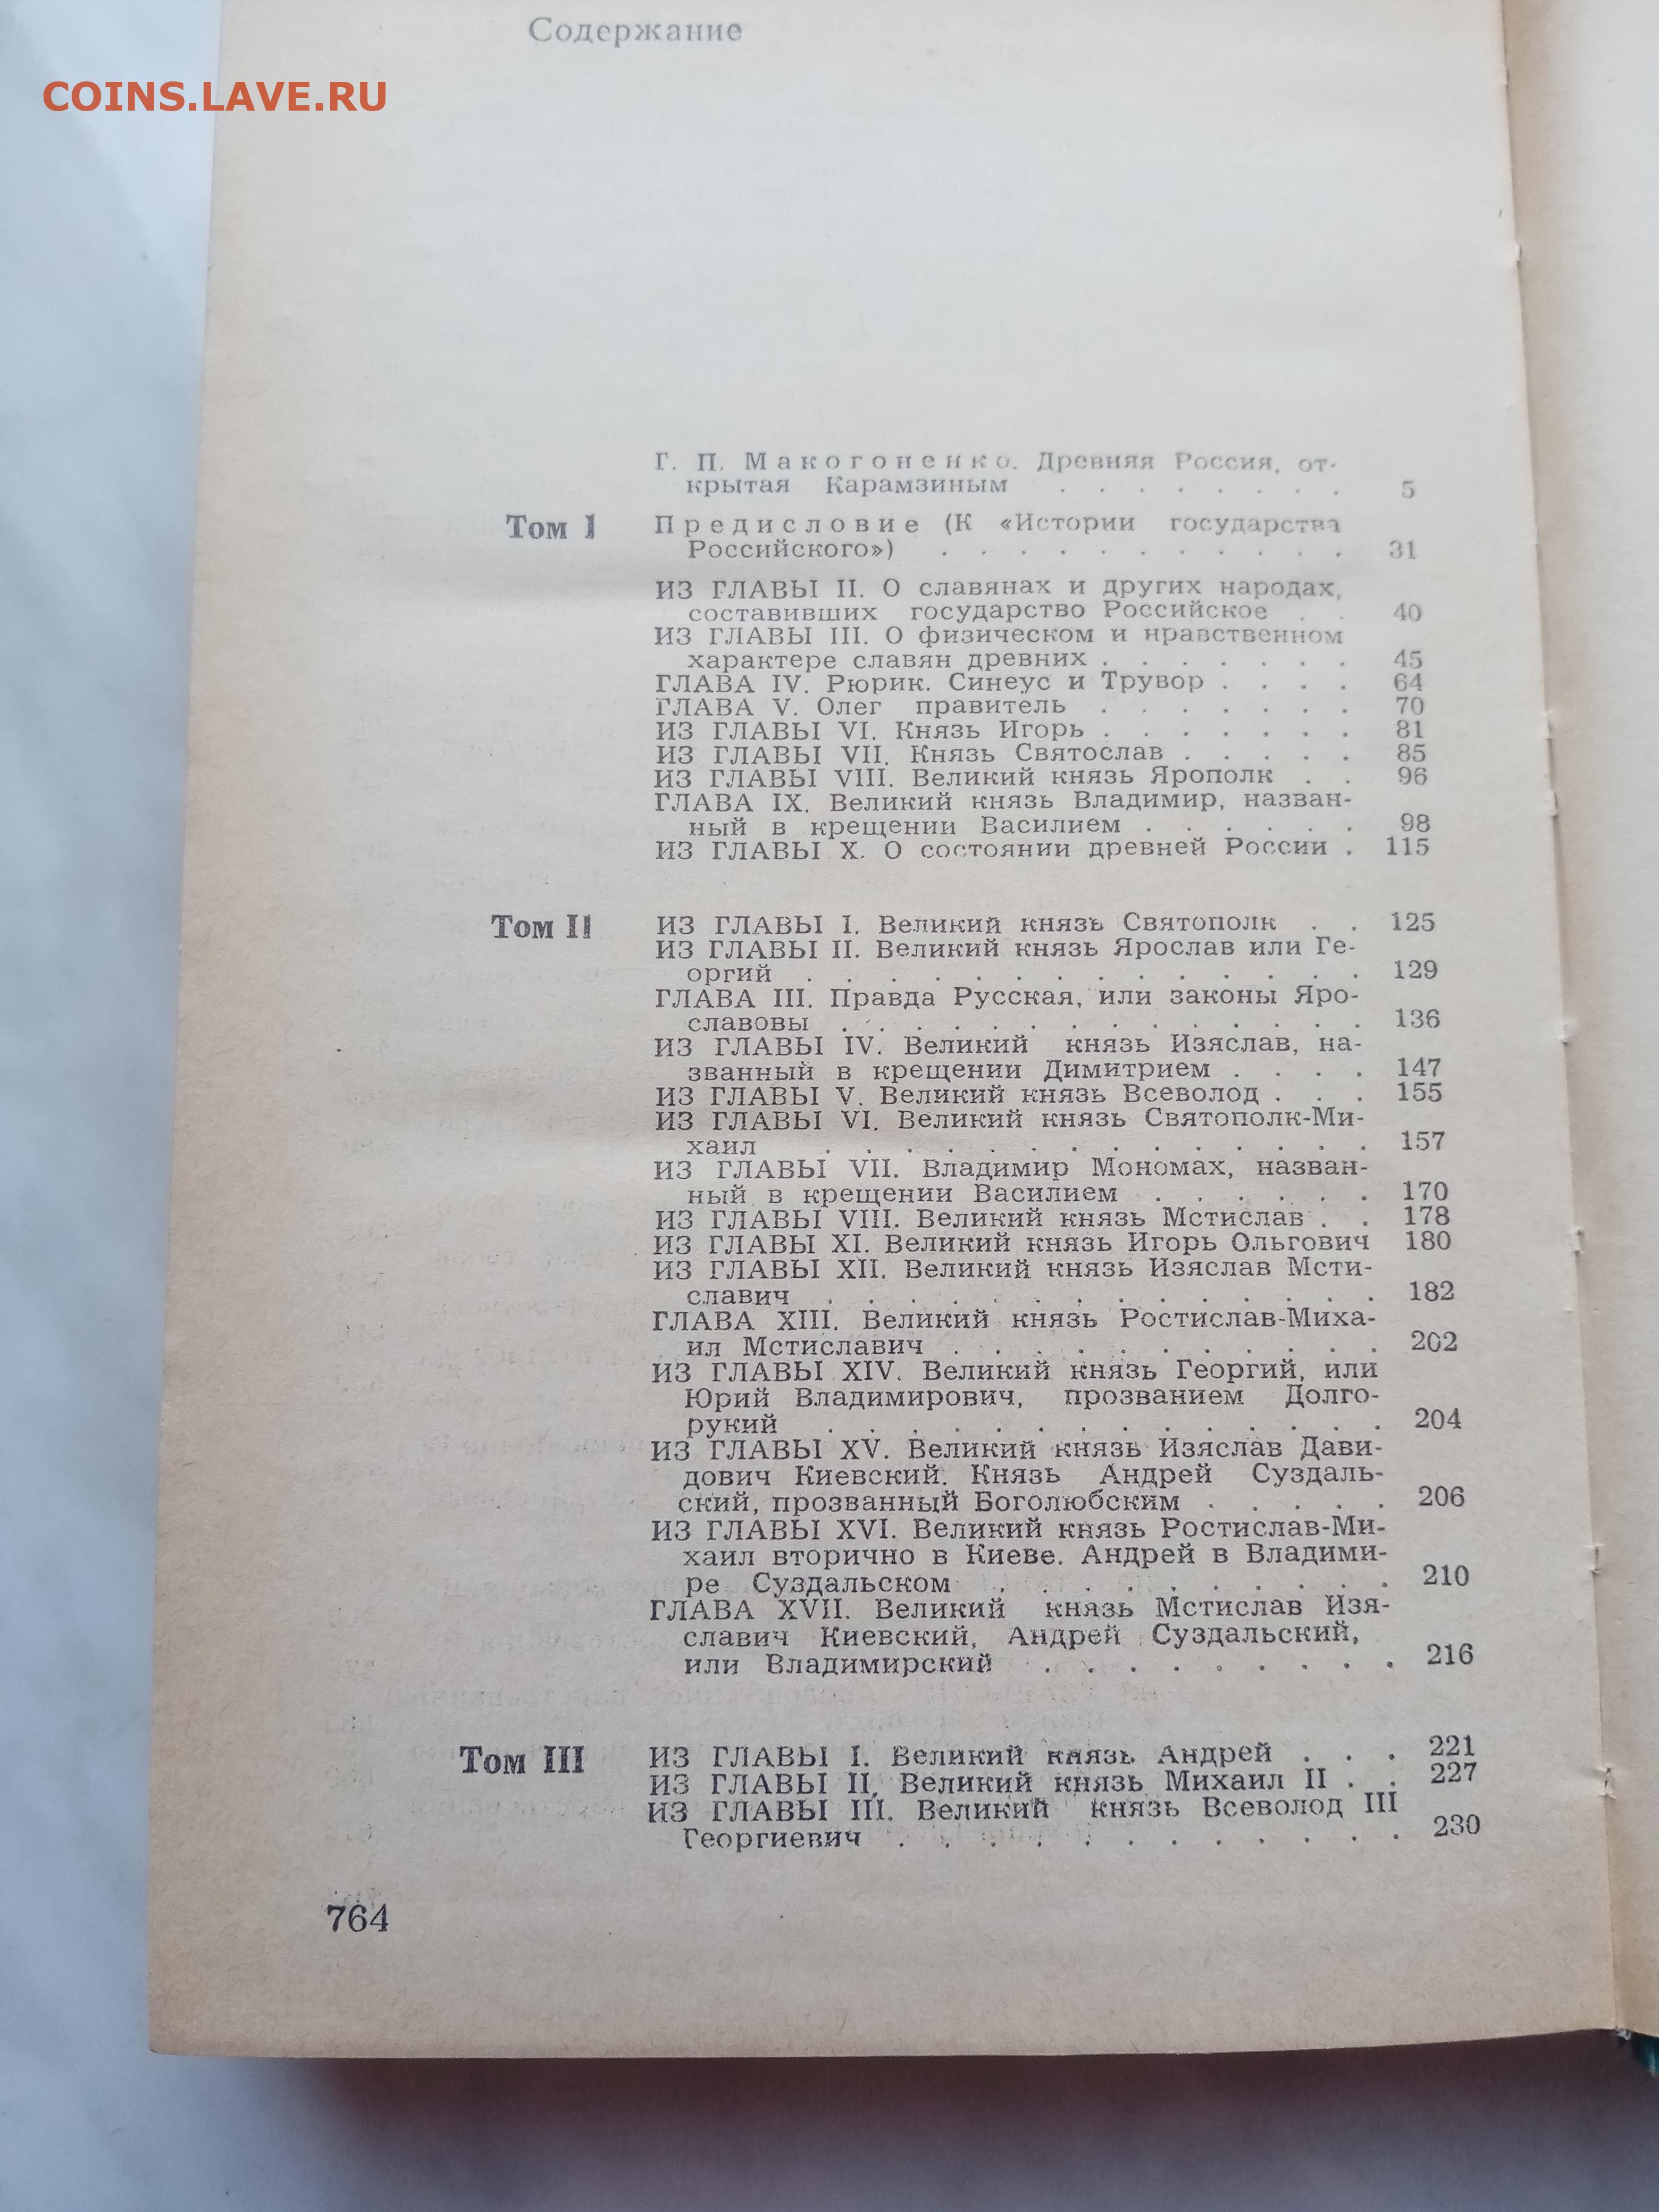 Содержание
COINS.LAVE.RU
Г. П. Макогоненко. Древняя Россия, от-
крытая Карамзиным . . . . . . . . 5
Том I Предисловие (К «Истории государства
Российского») . . . . . . . . . . . 31
ИЗ ГЛАВЫ II. О славянах и других народах,
составивших государство Российское . . 40
ИЗ ГЛАВЫ III. О физическом и нравственном
характере славян древних . . . . . . . 45
ГЛАВА IV. Рюрик. Синеус и Трувор . . . . 64
ГЛАВА V. Олег правитель . . . . . . . 70
ИЗ ГЛАВЫ VI. Князь Игорь . . . . . . . 81
ИЗ ГЛАВЫ VII. Князь Святослав . . . . . 85
ИЗ ГЛАВЫ VIII. Великий князь Ярополк . . 96
ГЛАВА IX. Великий князь Владимир, назван-
ный в крещении Василием . . . . . . 98
ИЗ ГЛАВЫ X. О состоянии древней России . 115
Том II ИЗ ГЛАВЫ I. Великий князь Святополк . . 125
ИЗ ГЛАВЫ II. Великий князь Ярослав или Ге-
оргий . . . . . . . . . . . . . . 129
ГЛАВА III. Правда Русская, или законы Яро-
славовы . . . . . . . . . . . . . . 136
ИЗ ГЛАВЫ IV. Великий князь Изяслав, на-
званный в крещении Димитрием . . . . 147
ИЗ ГЛАВЫ V. Великий князь Всеволод . . . 155
ИЗ ГЛАВЫ VI. Великий князь Святополк-Ми-
хаил . . . . . . . . . . . . . . 157
ИЗ ГЛАВЫ VII. Владимир Мономах, назван-
ный в крещении Василием . . . . . . 170
ИЗ ГЛАВЫ VIII. Великий князь Мстислав . . 178
ИЗ ГЛАВЫ XI. Великий князь Игорь Ольгович 180
ИЗ ГЛАВЫ XII. Великий князь Изяслав Мсти-
славич . . . . . . . . . . . . . . 182
ГЛАВА XIII. Великий князь Ростислав-Миха-
ил Мстиславич . . . . . . . . . . . 202
ИЗ ГЛАВЫ XIV. Великий князь Георгий, или
Юрий Владимирович, прозванием Долго-
рукий . . . . . . . . . . . . . . 204
ИЗ ГЛАВЫ XV. Великий князь Изяслав Дави-
дович Киевский. Князь Андрей Суздаль-
ский, прозванный Боголюбским . . . . . 206
ИЗ ГЛАВЫ XVI. Великий князь Ростислав-Ми-
хаил вторично в Киеве. Андрей в Владими-
ре Суздальском . . . . . . . . . . 210
ГЛАВА XVII. Великий князь Мстислав Изя-
славич Киевский, Андрей Суздальский,
или Владимирский . . . . . . . . . 216
Том III ИЗ ГЛАВЫ I. Великий князь Андрей . . . 221
ИЗ ГЛАВЫ II. Великий князь Михаил II . . 227
ИЗ ГЛАВЫ III. Великий князь Всеволод III
Георгиевич . . . . . . . . . . . . 230
764